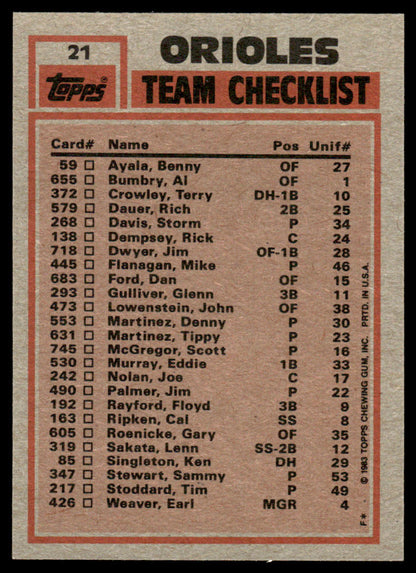 21
Topps®
ORIOLES
TEAM CHECKLIST
Card# Name Pos Unif#
59 Ayala, Benny OF 27
655 Bumbry, Al OF 1
372 Crowley, Terry DH-1B 10
579 Dauer, Rich 2B 25
268 Davis, Storm P 34
138 Dempsey, Rick C 24
718 Dwyer, Jim OF-1B 28
445 Flanagan, Mike P 46
683 Ford, Dan OF 15
293 Gulliver, Glenn 3B 11
473 Lowenstein, John OF 38
553 Martinez, Denny P 30
631 Martinez, Tippy P 23
745 McGregor, Scott P 16
530 Murray, Eddie 1B 33
242 Nolan, Joe C 17
490 Palmer, Jim P 22
192 Rayford, Floyd 3B 9
163 Ripken, Cal SS 8
605 Roenicke, Gary OF 35
319 Sakata, Lenn SS-2B 12
85 Singleton, Ken DH 29
347 Stewart, Sammy P 53
217 Stoddard, Tim P 49
426 Weaver, Earl MGR 4
F* © 1983 TOPPS CHEWING GUM, INC. PRTD. IN U.S.A.